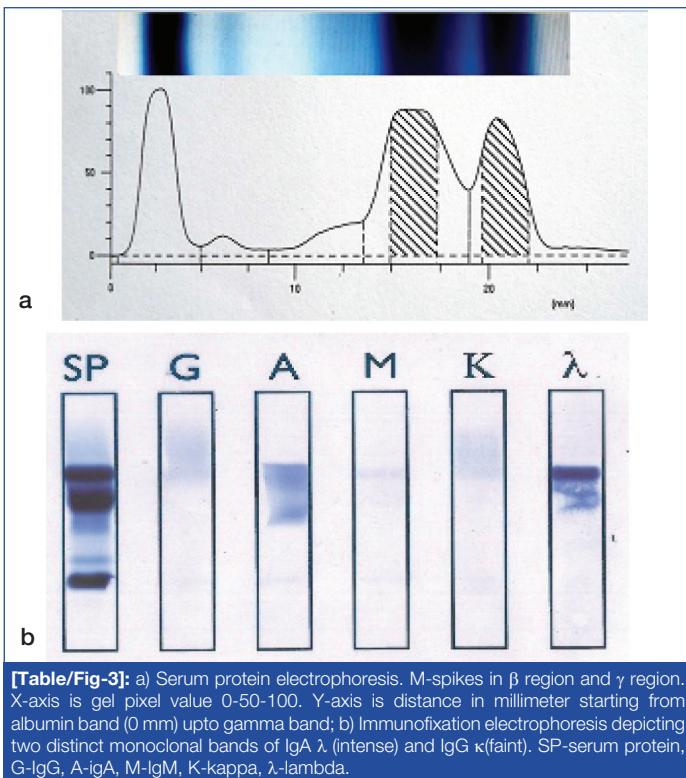 100
50
0
0
10
20
[mm]
a
SP G A M K λ
b
[Table/Fig-3]: a) Serum protein electrophoresis. M-spikes in β region and γ region.
X-axis is gel pixel value 0-50-100. Y-axis is distance in millimeter starting from
albumin band (0 mm) upto gamma band; b) Immunofixation electrophoresis depicting
two distinct monoclonal bands of IgA λ (intense) and IgG κ(faint). SP-serum protein,
G-IgG, A-igA, M-IgM, K-kappa, λ-lambda.